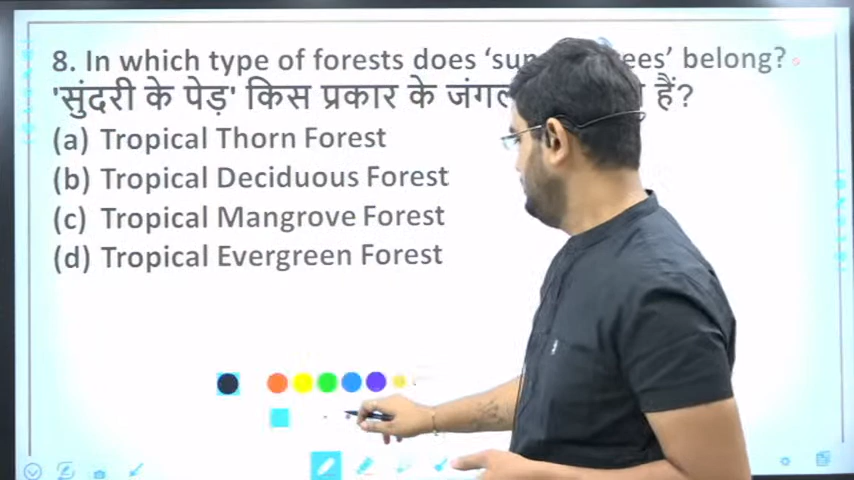 8. In which type of forests does ‘sun ees’ belong?
'सुंदरी के पेड़' किस प्रकार के जंगल हैं?
(a) Tropical Thorn Forest
(b) Tropical Deciduous Forest
(c) Tropical Mangrove Forest
(d) Tropical Evergreen Forest